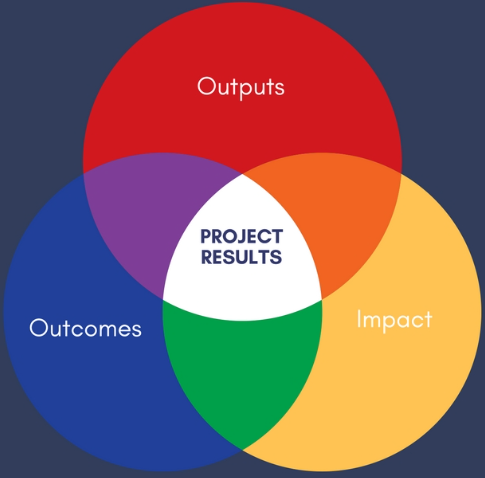 Outputs
PROJECT
RESULTS
Outcomes
Impact